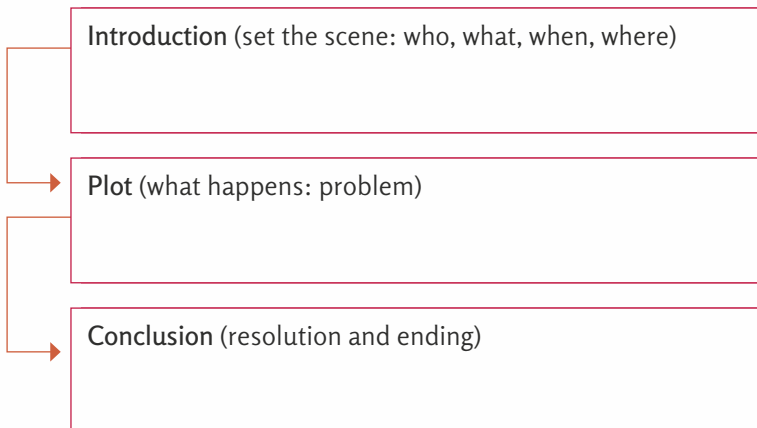 Introduction (set the scene: who, what, when, where)
Plot (what happens: problem)
Conclusion (resolution and ending)